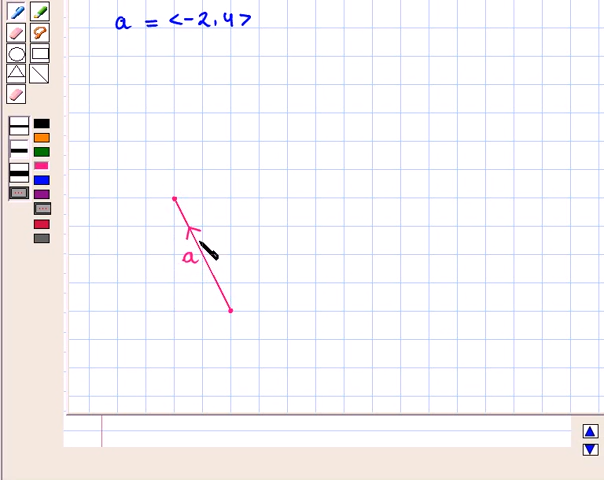 a = <-2,4>
a